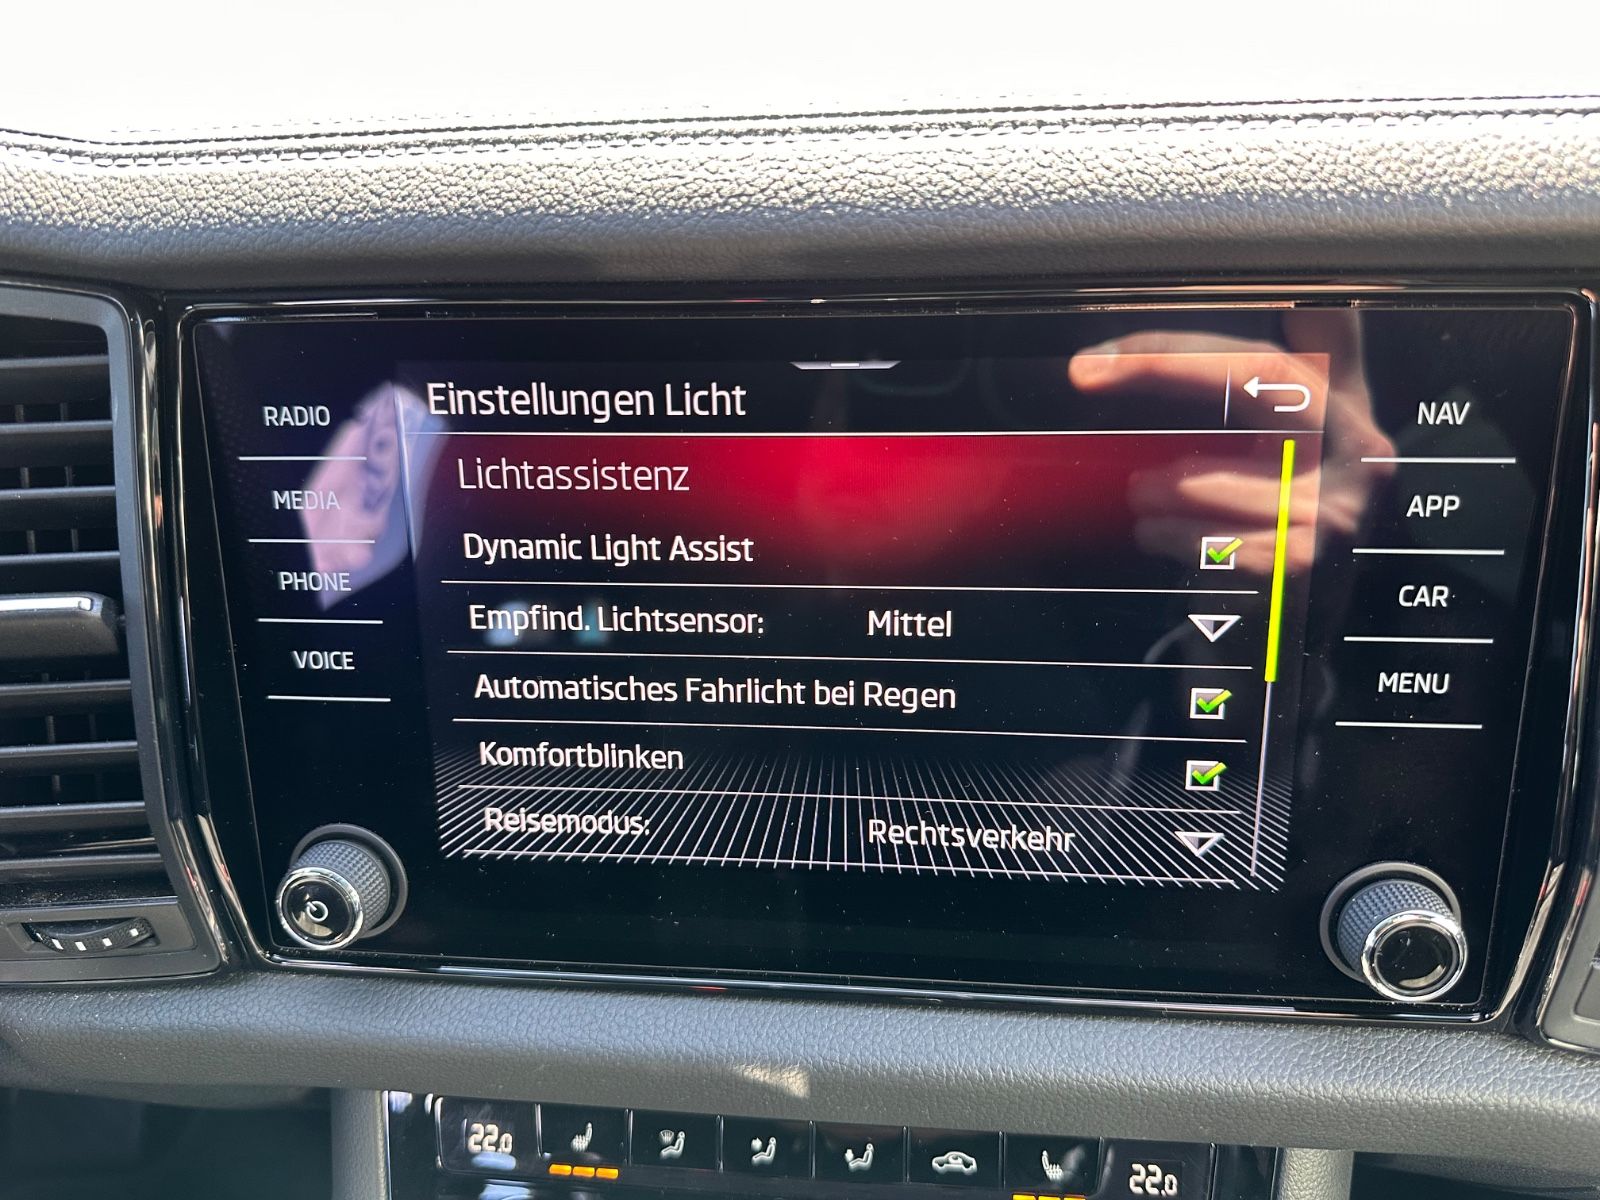 RADIO
MEDIA
PHONE
VOICE
Einstellungen Licht
Lichtassistenz
Dynamic Light Assist
Empfind. Lichtsensor: Mittel
Automatisches Fahrlicht bei Regen
Komfortblinken
Reisemodus: Rechtsverkehr
NAV
APP
CAR
MENU
22.0
22.0